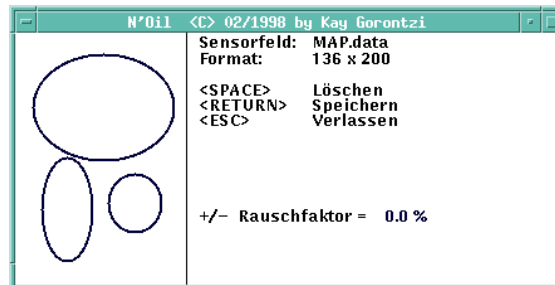 N'Oil <C> 02/1998 by Kay Gorontzi
Sensorfeld: MAP.data
Format: 136 x 200
<SPACE> Löschen
<RETURN> Speichern
<ESC> Verlassen
+/- Rauschfaktor = 0.0 %